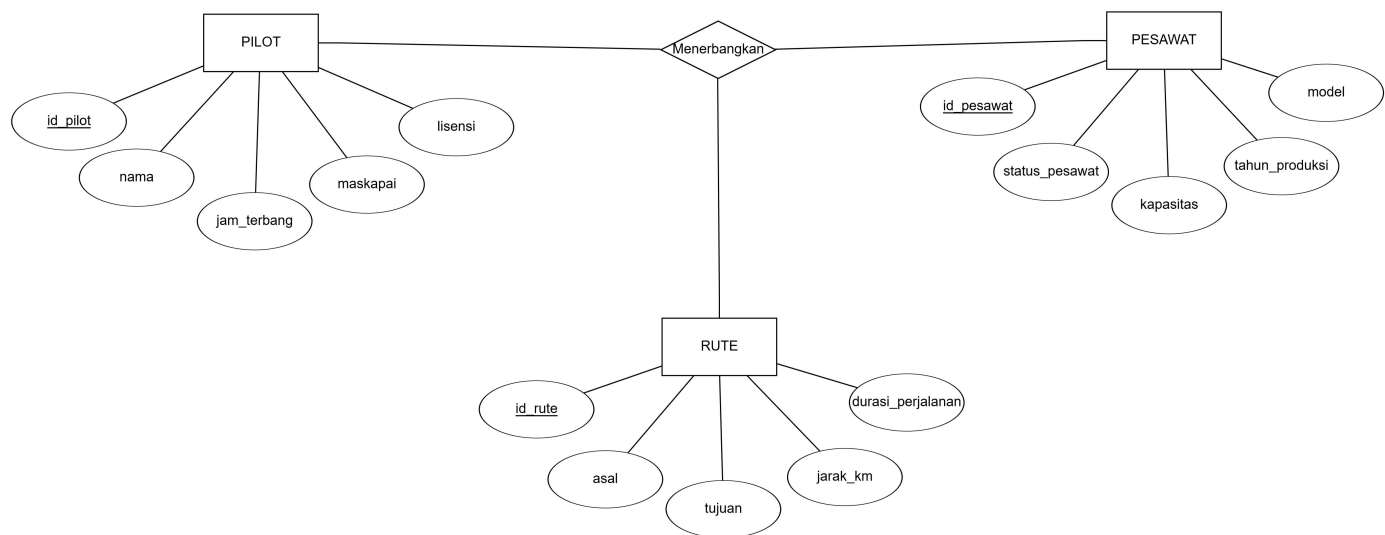 PILOT
Menerbangkan
PESAWAT
id_pilot
nama
jam_terbang
maskapai
lisensi
id_pesawat
status_pesawat
kapasitas
tahun_produksi
model
RUTE
id_rute
asal
tujuan
jarak_km
durasi_perjalanan